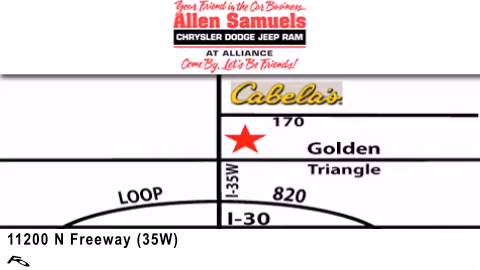 Your Friend in the Car Business
Allen Samuels
CHRYSLER DODGE JEEP RAM
AT ALLIANCE
Come By, Let's Be Friends!
Cabela's
170
Golden
Triangle
I-35W
LOOP 820
I-30
11200 N Freeway (35W)